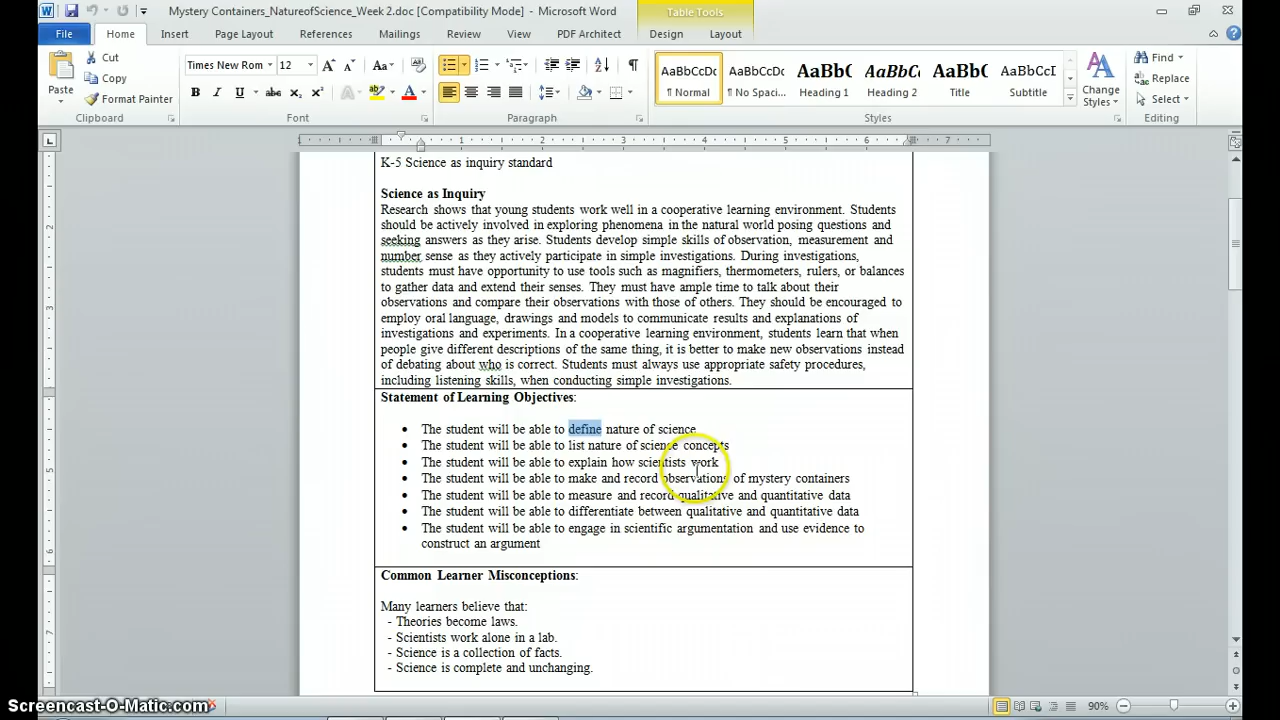 Mystery Containers_NatureofScience_Week 2.doc [Compatibility Mode] - Microsoft Word
Table Tools
File Home Insert Page Layout References Mailings Review View PDF Architect Design Layout
Paste
Cut
Copy
Format Painter
Clipboard
Times New Rom 12
Font
Paragraph
AaBbCcDc AaBbCcDc AaBbC( AaBbCc AaBbC( AaBbCcI
¶ Normal ¶ No Spaci... Heading 1 Heading 2 Title Subtitle
Change Styles
Styles
Find
Replace
Select
Editing
K-5 Science as inquiry standard
Science as Inquiry
Research shows that young students work well in a cooperative learning environment. Students
should be actively involved in exploring phenomena in the natural world posing questions and
seeking answers as they arise. Students develop simple skills of observation, measurement and
number sense as they actively participate in simple investigations. During investigations,
students must have opportunity to use tools such as magnifiers, thermometers, rulers, or balances
to gather data and extend their senses. They must have ample time to talk about their
observations and compare their observations with those of others. They should be encouraged to
employ oral language, drawings and models to communicate results and explanations of
investigations and experiments. In a cooperative learning environment, students learn that when
people give different descriptions of the same thing, it is better to make new observations instead
of debating about who is correct. Students must always use appropriate safety procedures,
including listening skills, when conducting simple investigations.
Statement of Learning Objectives:
• The student will be able to define nature of science
• The student will be able to list nature of science concepts
• The student will be able to explain how scientists work
• The student will be able to make and record observations of mystery containers
• The student will be able to measure and record qualitative and quantitative data
• The student will be able to differentiate between qualitative and quantitative data
• The student will be able to engage in scientific argumentation and use evidence to
construct an argument
Common Learner Misconceptions:
Many learners believe that:
- Theories become laws.
- Scientists work alone in a lab.
- Science is a collection of facts.
- Science is complete and unchanging.
90%
Screencast-O-Matic.com